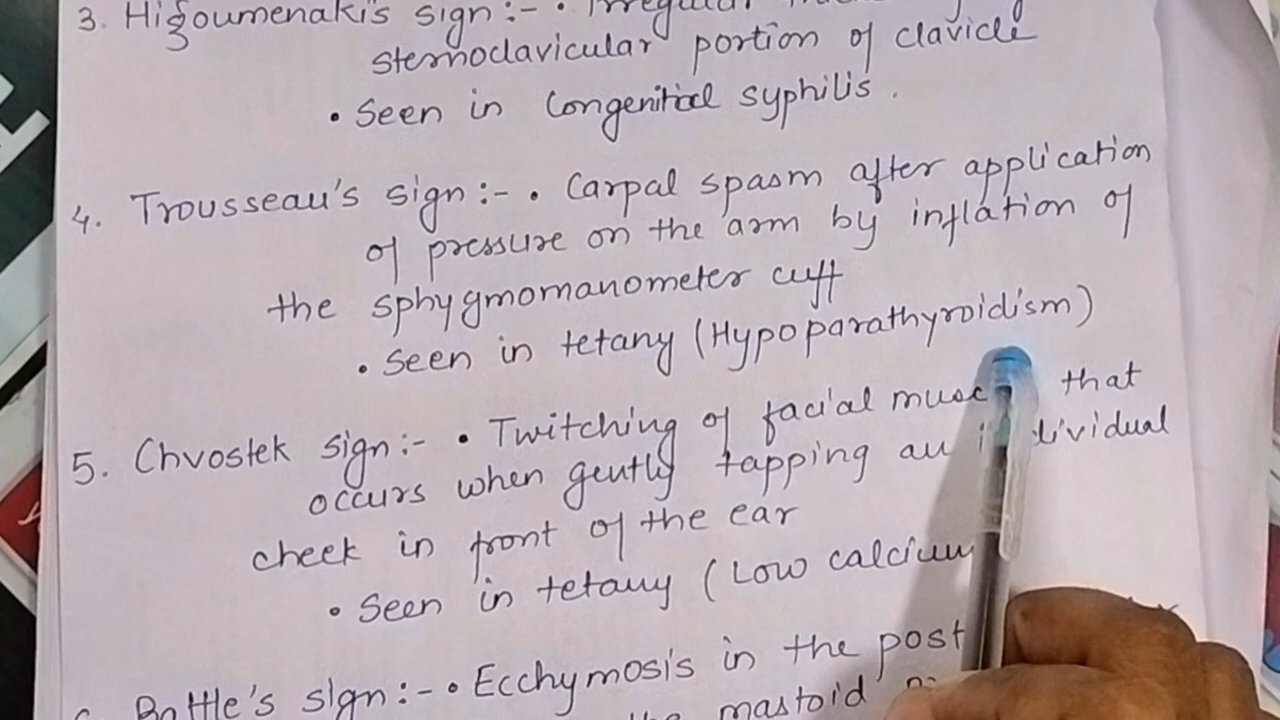 3. Higoumenaki's sign :- • Irregular
sternoclavicular portion of clavicle
• Seen in Congenital syphilis .
4. Trousseau's sign :- • Carpal spasm after application
of pressure on the arm by inflation of
the sphygmomanometer cuff
• Seen in tetany (Hypoparathyroidism)
5. Chvostek sign :- • Twitching of facial that
occurs when gently tapping an
cheek in front of the ear
• Seen in tetany (Low calcium
Battle's sign :- • Ecchymosis in the post
mastoid